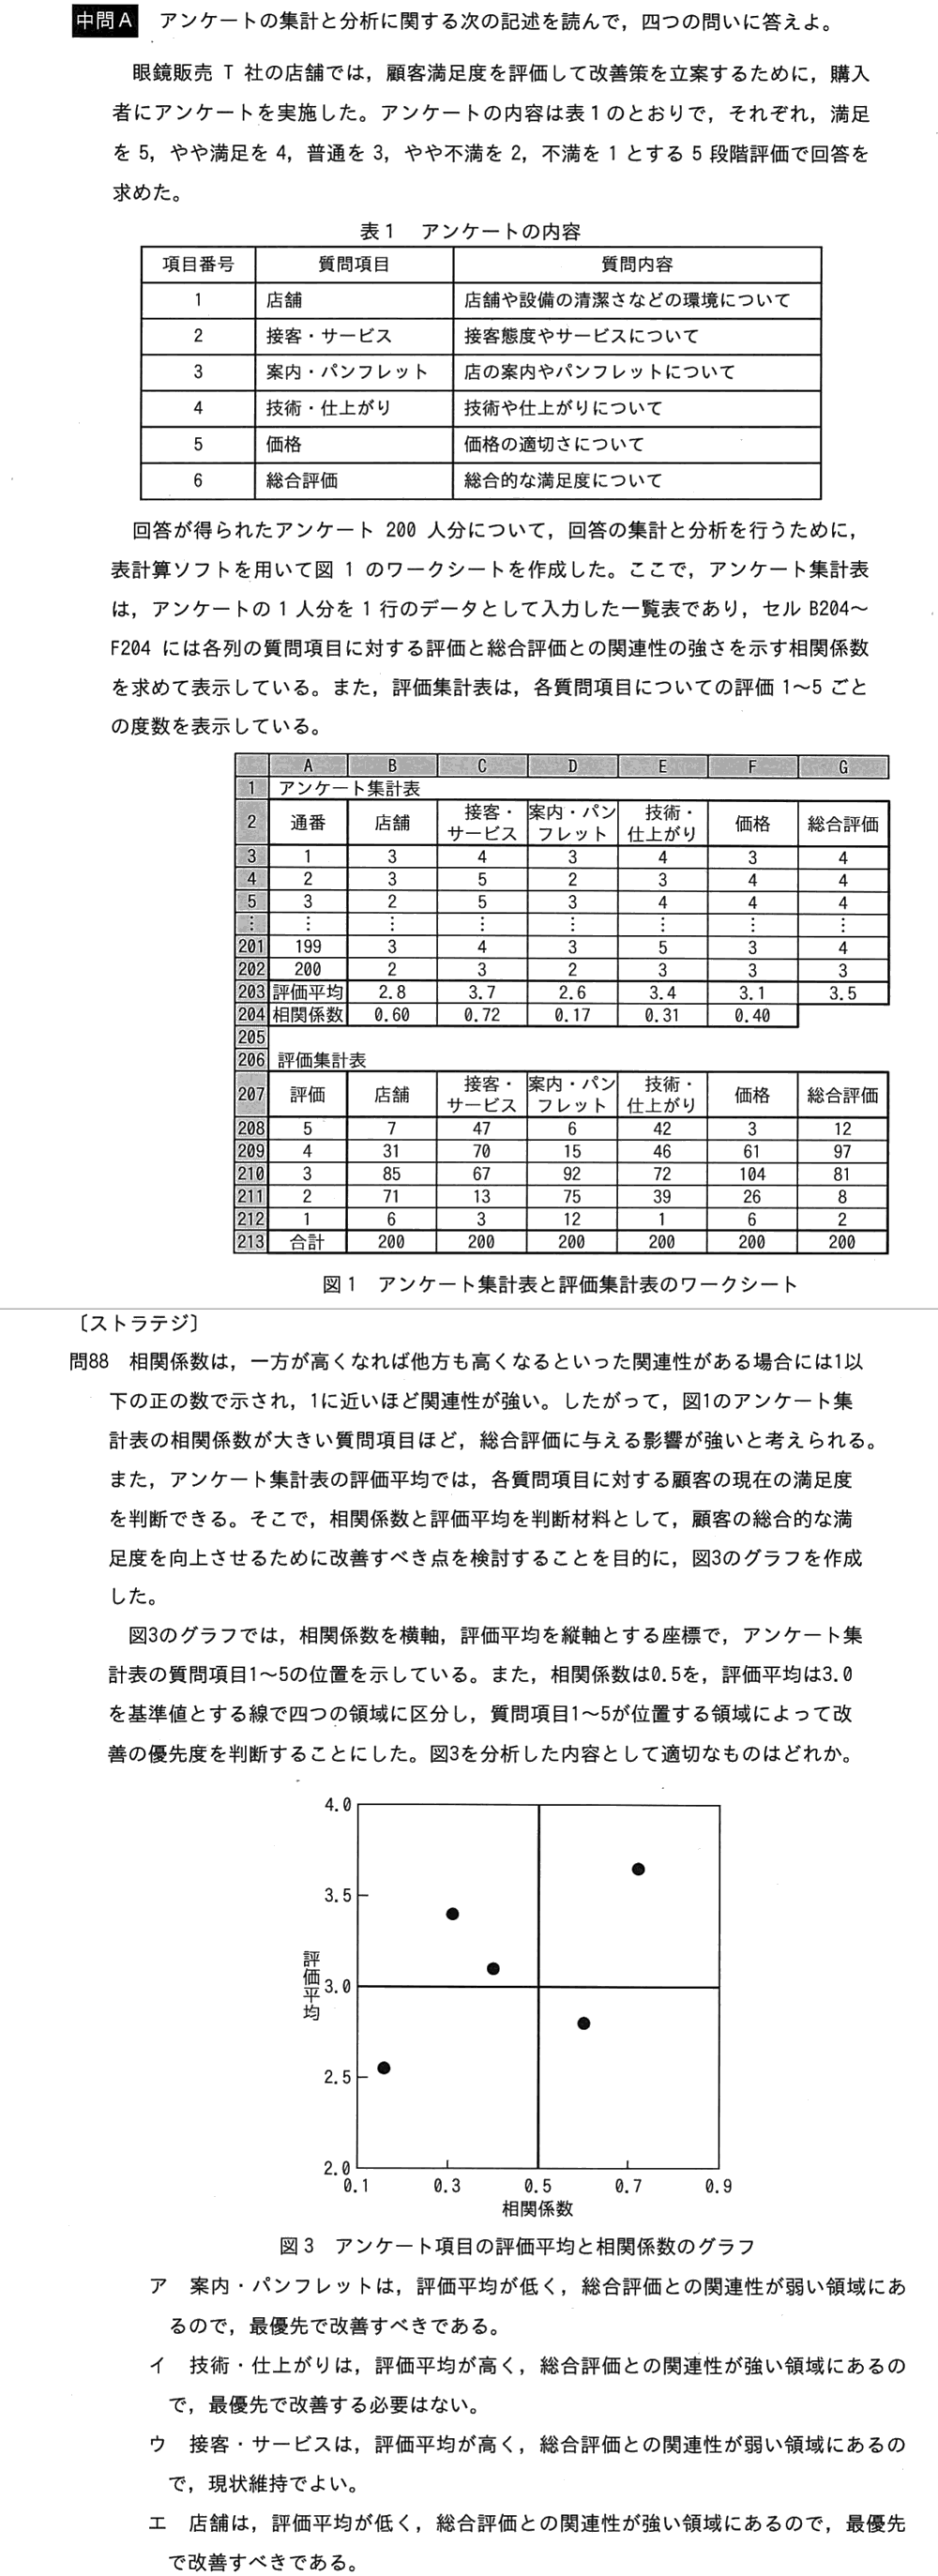 中問A アンケートの集計と分析に関する次の記述を読んで，四つの問いに答えよ。
眼鏡販売 T 社の店舗では，顧客満足度を評価して改善策を立案するために，購入
者にアンケートを実施した。アンケートの内容は表1のとおりで，それぞれ，満足
を 5，やや満足を 4，普通を 3，やや不満を 2，不満を 1 とする 5 段階評価で回答を
求めた。
表1 アンケートの内容
項目番号 質問項目 質問内容
1 店舗 店舗や設備の清潔さなどの環境について
2 接客・サービス 接客態度やサービスについて
3 案内・パンフレット 店の案内やパンフレットについて
4 技術・仕上がり 技術や仕上がりについて
5 価格 価格の適切さについて
6 総合評価 総合的な満足度について
回答が得られたアンケート 200 人分について，回答の集計と分析を行うために，
表計算ソフトを用いて図 1 のワークシートを作成した。ここで，アンケート集計表
は，アンケートの 1 人分を 1 行のデータとして入力した一覧表であり，セル B204～
F204 には各列の質問項目に対する評価と総合評価との関連性の強さを示す相関係数
を求めて表示している。また，評価集計表は，各質問項目についての評価 1～5 ごと
の度数を表示している。
A B C D E F G
1 アンケート集計表
2 通番 店舗 接客・サービス 案内・パンフレット 技術・仕上がり 価格 総合評価
3 1 3 4 3 4 3 4
4 2 3 5 2 3 4 4
5 3 2 5 3 4 4 4
⋮ ⋮ ⋮ ⋮ ⋮ ⋮ ⋮ ⋮
201 199 3 4 3 5 3 4
202 200 2 3 2 3 3 3
203 評価平均 2.8 3.7 2.6 3.4 3.1 3.5
204 相関係数 0.60 0.72 0.17 0.31 0.40
205
206 評価集計表
207 評価 店舗 接客・サービス 案内・パンフレット 技術・仕上がり 価格 総合評価
208 5 7 47 6 42 3 12
209 4 31 70 15 46 61 97
210 3 85 67 92 72 104 81
211 2 71 13 75 39 26 8
212 1 6 3 12 1 6 2
213 合計 200 200 200 200 200 200
図1 アンケート集計表と評価集計表のワークシート
〔ストラテジ〕
問88 相関係数は，一方が高くなれば他方も高くなるといった関連性がある場合には1以
下の正の数で示され，1に近いほど関連性が強い。したがって，図1のアンケート集
計表の相関係数が大きい質問項目ほど，総合評価に与える影響が強いと考えられる。
また，アンケート集計表の評価平均では，各質問項目に対する顧客の現在の満足度
を判断できる。そこで，相関係数と評価平均を判断材料として，顧客の総合的な満
足度を向上させるために改善すべき点を検討することを目的に，図3のグラフを作成
した。
図3のグラフでは，相関係数を横軸，評価平均を縦軸とする座標で，アンケート集
計表の質問項目1～5の位置を示している。また，相関係数は0.5を，評価平均は3.0
を基準値とする線で四つの領域に区分し，質問項目1～5が位置する領域によって改
善の優先度を判断することにした。図3を分析した内容として適切なものはどれか。
4.0
3.5
評価平均
3.0
2.5
2.0
0.1 0.3 0.5 0.7 0.9
相関係数
図3 アンケート項目の評価平均と相関係数のグラフ
ア 案内・パンフレットは，評価平均が低く，総合評価との関連性が弱い領域にあ
るので，最優先で改善すべきである。
イ 技術・仕上がりは，評価平均が高く，総合評価との関連性が強い領域にあるの
で，最優先で改善する必要はない。
ウ 接客・サービスは，評価平均が高く，総合評価との関連性が弱い領域にあるの
で，現状維持でよい。
エ 店舗は，評価平均が低く，総合評価との関連性が強い領域にあるので，最優先
で改善すべきである。